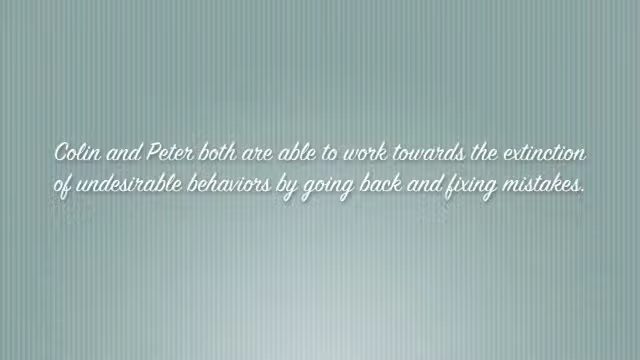 Colin and Peter both are able to work towards the extinction
of undesirable behaviors by going back and fixing mistakes.